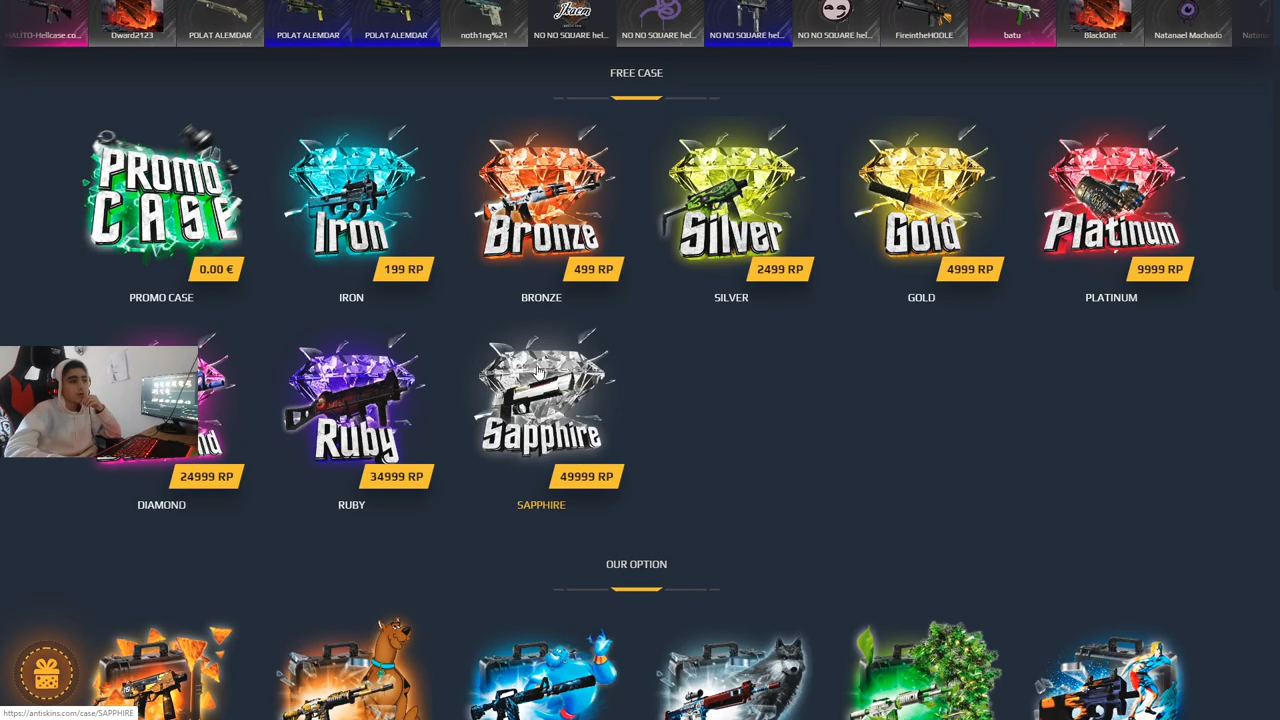 HALITO-Hellcase.co...
Dward2123
POLAT ALEMDAR
POLAT ALEMDAR
POLAT ALEMDAR
noth1ng%21
NO NO SQUARE hel...
NO NO SQUARE hel...
NO NO SQUARE hel...
NO NO SQUARE hel...
FireintheHOOLE
batu
BlackOut
Natanael Machado
FREE CASE
PROMO CASE
Iron
Bronze
Silver
Gold
Platinum
0.00 €
199 RP
499 RP
2499 RP
4999 RP
9999 RP
PROMO CASE
IRON
BRONZE
SILVER
GOLD
PLATINUM
Ruby
Sapphire
24999 RP
34999 RP
49999 RP
DIAMOND
RUBY
SAPPHIRE
OUR OPTION
https://antiskins.com/case/SAPPHIRE